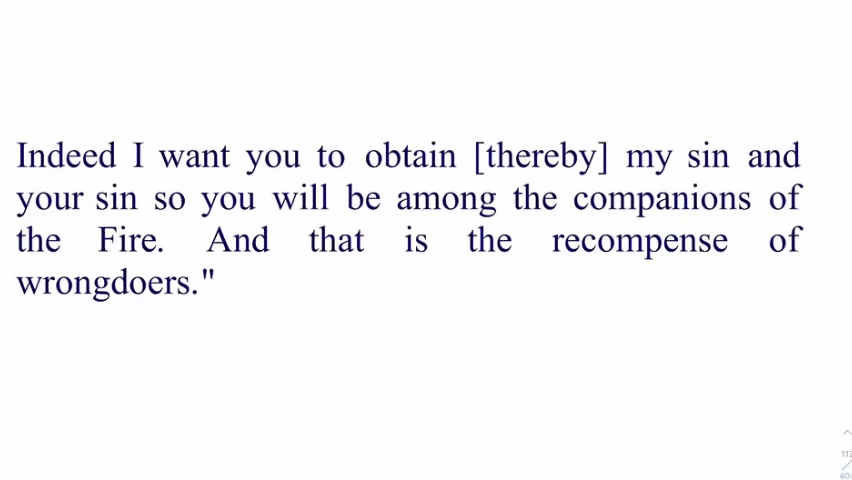 Indeed I want you to obtain [thereby] my sin and
your sin so you will be among the companions of
the Fire. And that is the recompense of
wrongdoers."